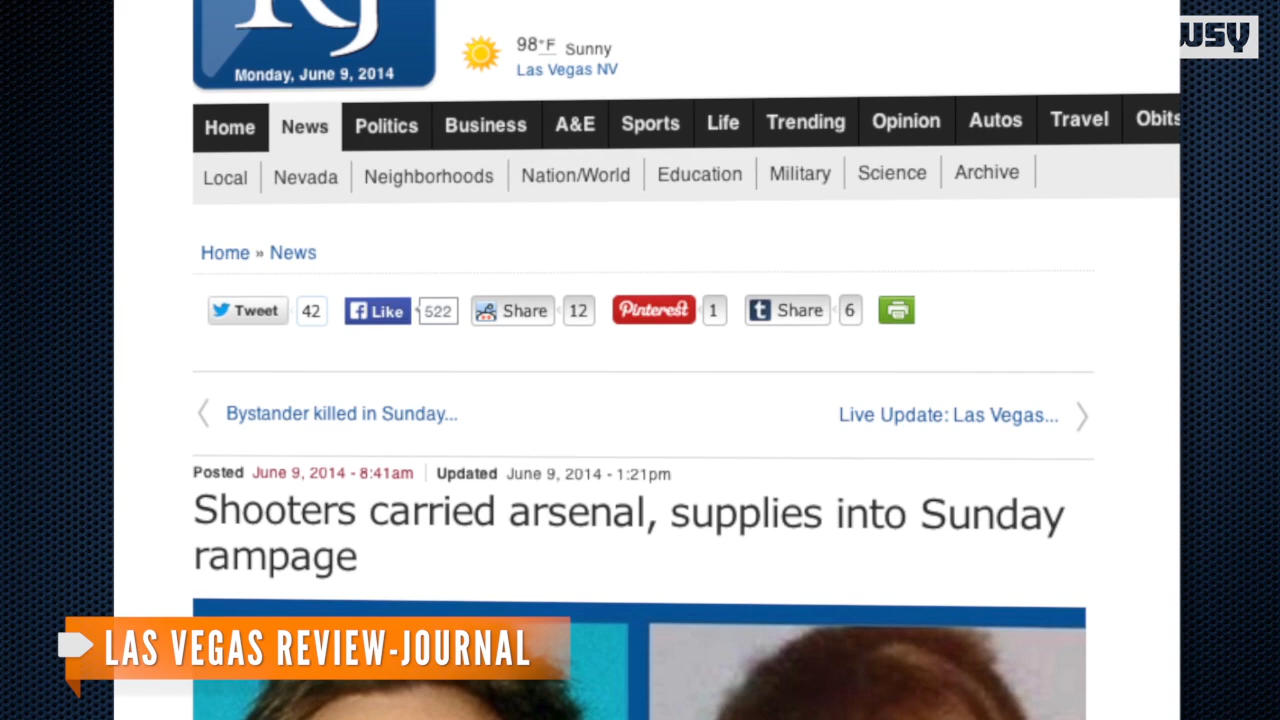 RJ
WSY
Monday, June 9, 2014
98°F Sunny
Las Vegas NV
Home News Politics Business A&E Sports Life Trending Opinion Autos Travel Obits
Local Nevada Neighborhoods Nation/World Education Military Science Archive
Home » News
Tweet 42 Like 522 Share 12 Pinterest 1 Share 6
Bystander killed in Sunday... Live Update: Las Vegas...
Posted June 9, 2014 - 8:41am Updated June 9, 2014 - 1:21pm
Shooters carried arsenal, supplies into Sunday
rampage
LAS VEGAS REVIEW-JOURNAL